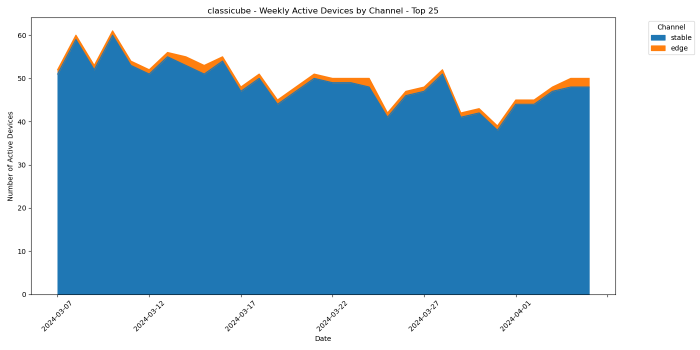 classicube - Weekly Active Devices by Channel - Top 25
Channel
stable
edge
Number of Active Devices
60
50
40
30
20
10
0
2024-03-07
2024-03-12
2024-03-17
2024-03-22
2024-03-27
2024-04-01
Date